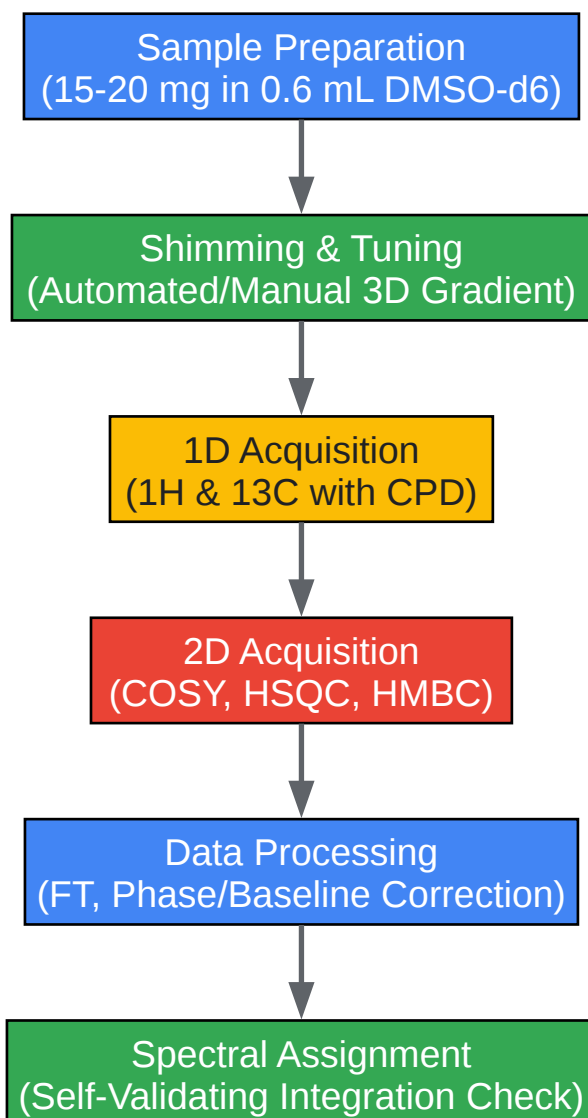 Sample Preparation
(15-20 mg in 0.6 mL DMSO-d6)
Shimming & Tuning
(Automated/Manual 3D Gradient)
1D Acquisition
(1H & 13C with CPD)
2D Acquisition
(COSY, HSQC, HMBC)
Data Processing
(FT, Phase/Baseline Correction)
Spectral Assignment
(Self-Validating Integration Check)